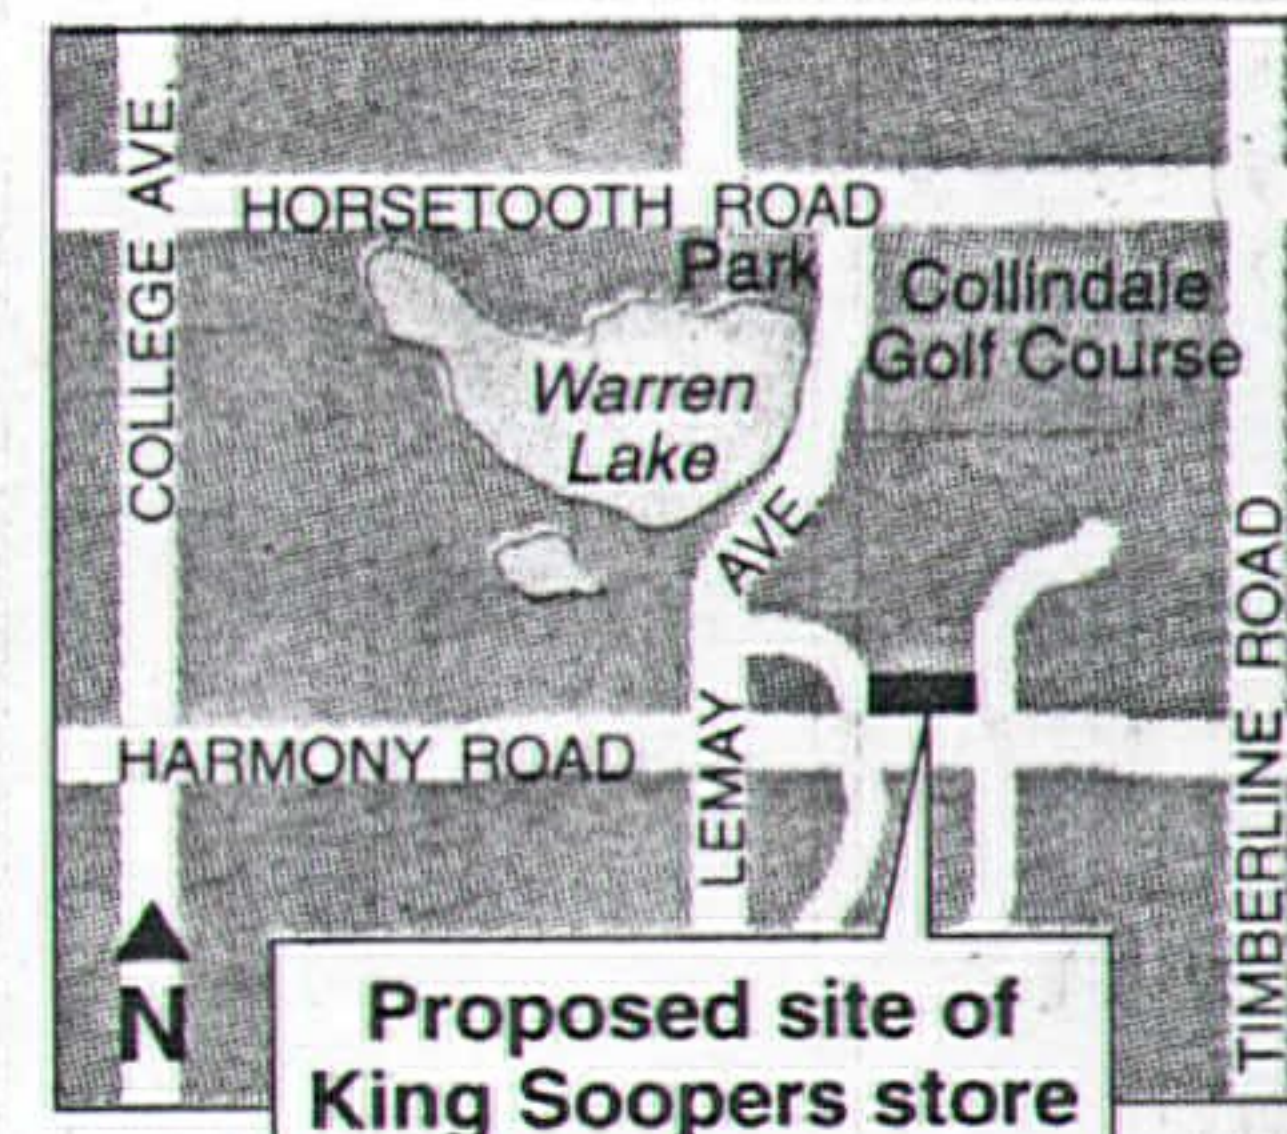 COLLEGE AVE.
HORSETOOTH ROAD
Park
Collindale
Golf Course
Warren
Lake
AVE
LEMAY
HARMONY ROAD
TIMBERLINE ROAD
N
Proposed site of
King Soopers store